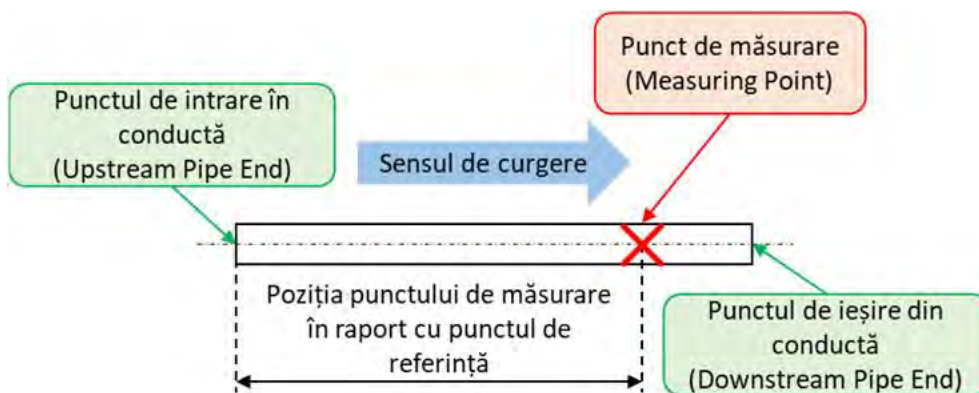 Punct de măsurare
(Measuring Point)
Punctul de intrare în
conductă
(Upstream Pipe End)
Sensul de curgere
Poziția punctului de măsurare
în raport cu punctul de
referință
Punctul de ieșire din
conductă
(Downstream Pipe End)